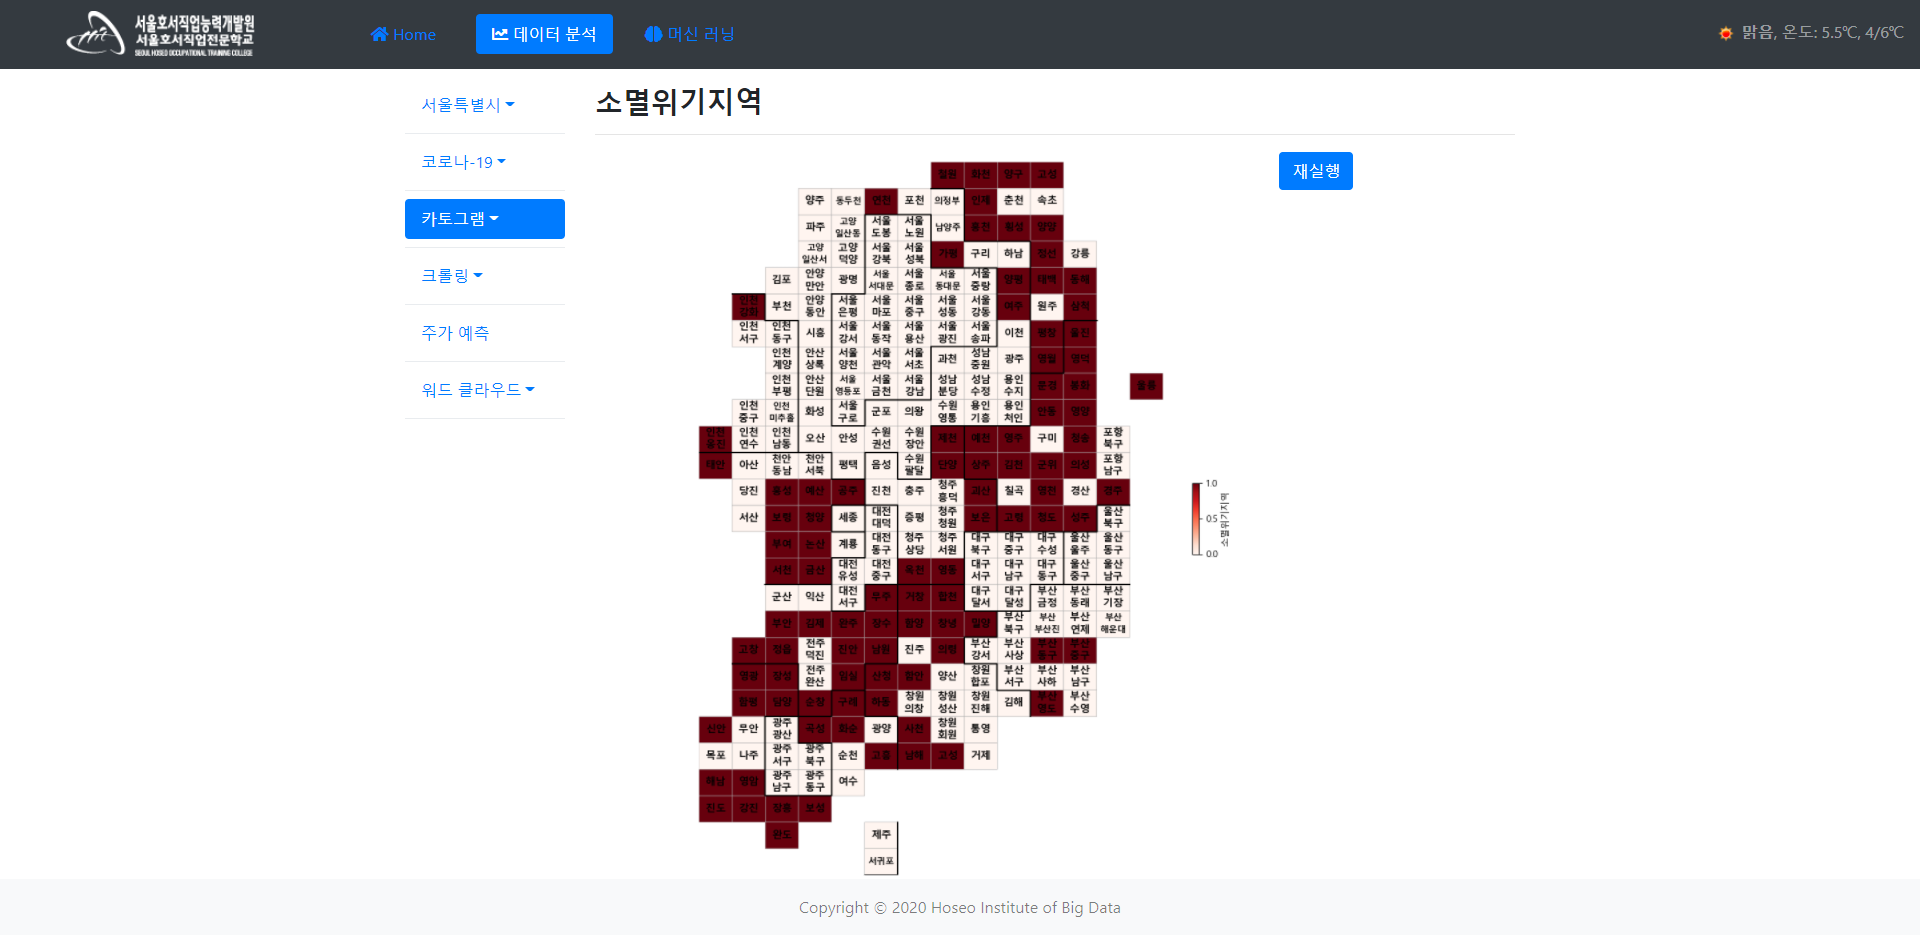 서울호서직업능력개발원
서울호서직업전문학교
SEOUL HOSEO OCCUPATIONAL TRAINING COLLEGE
Home
데이터 분석
머신 러닝
맑음, 온도: 5.5℃, 4/6℃
서울특별시
코로나-19
카토그램
크롤링
주가 예측
워드 클라우드
소멸위기지역
재실행
철원 화천 양구 고성
양주 동두천 연천 포천 의정부 인제 춘천 속초
파주 고양 일산동 서울 도봉 서울 노원 남양주 홍천 횡성 양양
고양 일산서 고양 덕양 서울 강북 서울 성북 가평 구리 하남 정선 강릉
김포 안양 만안 광명 서울 서대문 서울 종로 서울 동대문 서울 중랑 양평 태백 동해
인천 강화 부천 안양 동안 서울 은평 서울 마포 서울 중구 서울 성동 서울 강동 여주 원주 삼척
인천 서구 인천 동구 시흥 서울 강서 서울 동작 서울 용산 서울 광진 서울 송파 이천 평창 울진
인천 계양 안산 상록 서울 양천 서울 관악 서울 서초 과천 성남 중원 광주 영월 영덕
인천 부평 안산 단원 서울 영등포 서울 금천 서울 강남 성남 분당 성남 수정 용인 수지 문경 봉화 울릉
인천 중구 인천 미추홀 화성 서울 구로 군포 의왕 수원 영통 용인 기흥 용인 처인 안동 영양
인천 옹진 인천 연수 인천 남동 오산 안성 수원 권선 수원 장안 제천 예천 영주 구미 청송 포항 북구
태안 아산 천안 동남 천안 서북 평택 음성 수원 팔달 단양 상주 김천 군위 의성 포항 남구
당진 홍성 예산 공주 진천 충주 청주 흥덕 괴산 칠곡 영천 경산 경주
서산 보령 청양 세종 대전 대덕 증평 청주 청원 보은 고령 청도 성주 울산 북구
부여 논산 계룡 대전 동구 청주 상당 청주 서원 대구 북구 대구 중구 대구 수성 울산 울주 울산 동구
서천 금산 대전 유성 대전 중구 옥천 영동 대구 서구 대구 남구 대구 동구 울산 중구 울산 남구
군산 익산 대전 서구 무주 거창 합천 대구 달서 대구 달성 부산 금정 부산 동래 부산 기장
부안 김제 완주 장수 함양 창녕 밀양 부산 북구 부산 부산진 부산 연제 부산 해운대
고창 정읍 전주 덕진 진안 남원 진주 의령 부산 강서 부산 사상 부산 동구 부산 중구
영광 장성 전주 완산 임실 산청 함안 양산 창원 합포 부산 서구 부산 사하 부산 남구
함평 담양 순창 구례 하동 창원 의창 창원 성산 창원 진해 김해 부산 영도 부산 수영
신안 무안 광주 광산 곡성 화순 광양 사천 창원 회원 통영
목포 나주 광주 서구 광주 북구 순천 고흥 남해 고성 거제
해남 영암 광주 남구 광주 동구 여수
진도 강진 장흥 보성
완도 제주
서귀포
1.0
0.5
0.0
소멸위기지역
Copyright © 2020 Hoseo Institute of Big Data